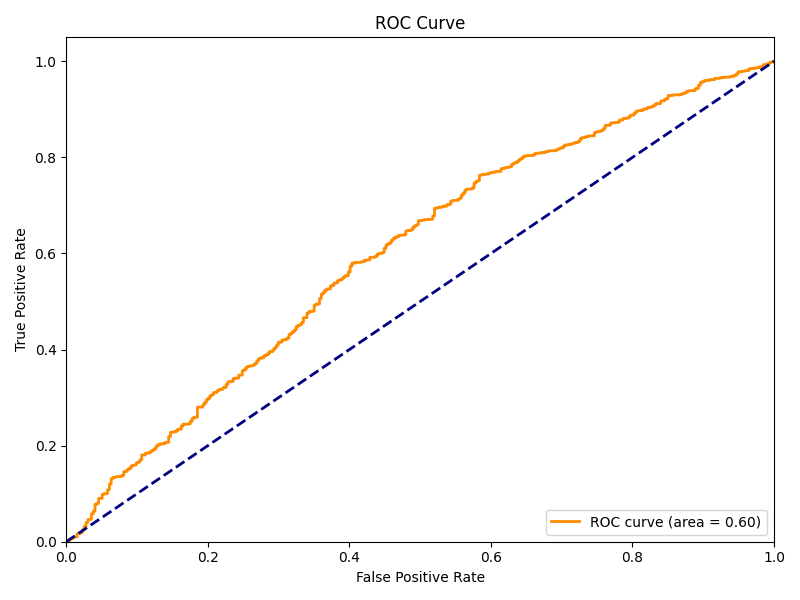 ROC Curve
True Positive Rate
1.0
0.8
0.6
0.4
0.2
0.0
ROC curve (area = 0.60)
0.0 0.2 0.4 0.6 0.8 1.0
False Positive Rate